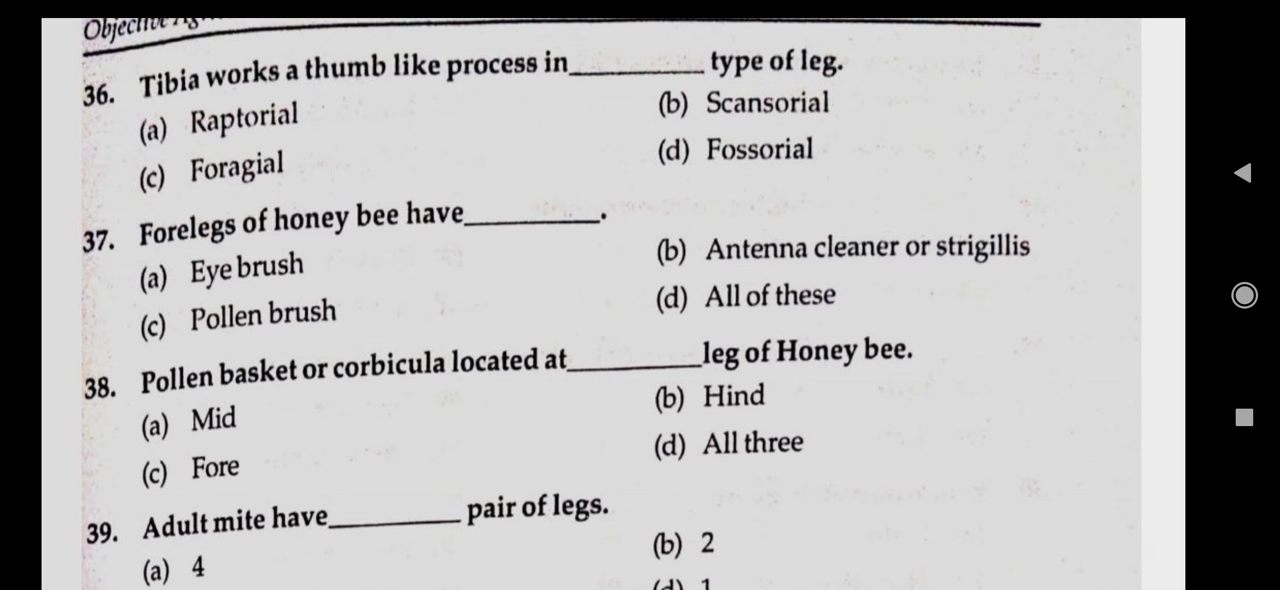 Objective
36. Tibia works a thumb like process in__________ type of leg.
(a) Raptorial (b) Scansorial
(c) Foragial (d) Fossorial
37. Forelegs of honey bee have__________.
(a) Eye brush (b) Antenna cleaner or strigillis
(c) Pollen brush (d) All of these
38. Pollen basket or corbicula located at__________leg of Honey bee.
(a) Mid (b) Hind
(c) Fore (d) All three
39. Adult mite have__________ pair of legs.
(a) 4 (b) 2
(d) 1